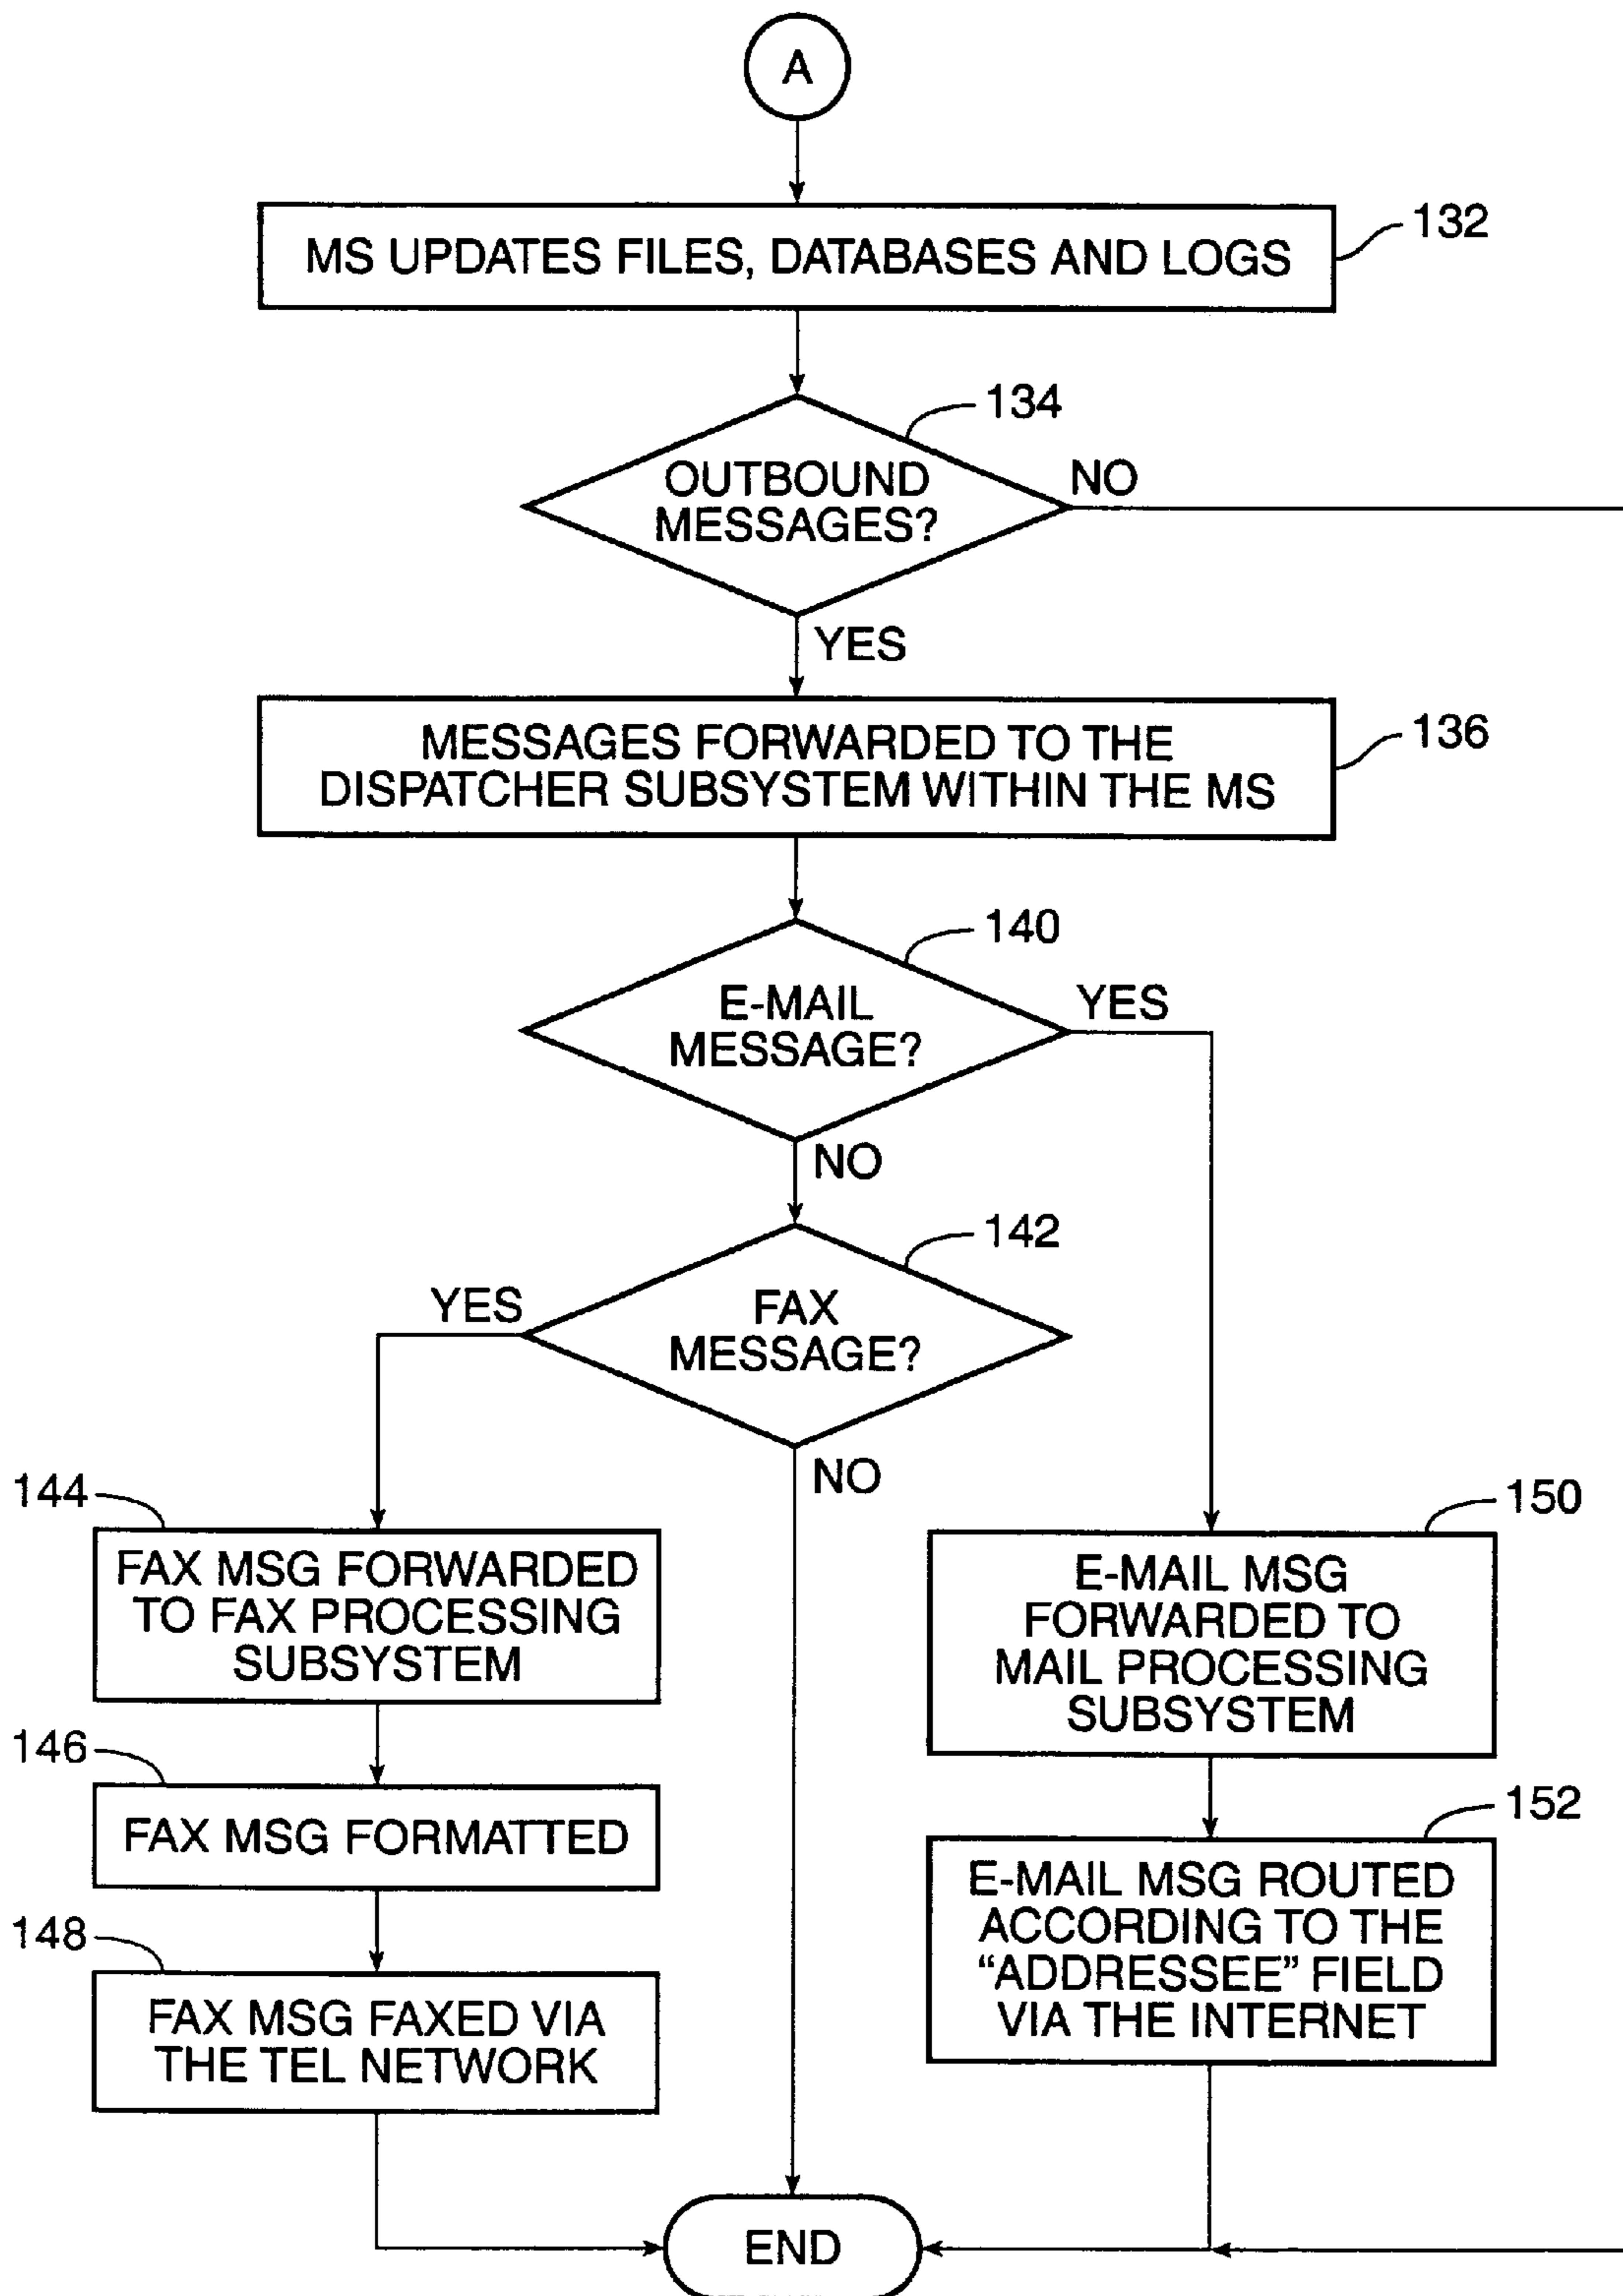 A
MS UPDATES FILES, DATABASES AND LOGS
132
134
OUTBOUND
MESSAGES?
NO
YES
MESSAGES FORWARDED TO THE
DISPATCHER SUBSYSTEM WITHIN THE MS
136
140
E-MAIL
MESSAGE?
YES
NO
142
FAX
MESSAGE?
YES
NO
144
FAX MSG FORWARDED
TO FAX PROCESSING
SUBSYSTEM
150
E-MAIL MSG
FORWARDED TO
MAIL PROCESSING
SUBSYSTEM
146
FAX MSG FORMATTED
152
E-MAIL MSG ROUTED
ACCORDING TO THE
“ADDRESSEE” FIELD
VIA THE INTERNET
148
FAX MSG FAXED VIA
THE TEL NETWORK
END